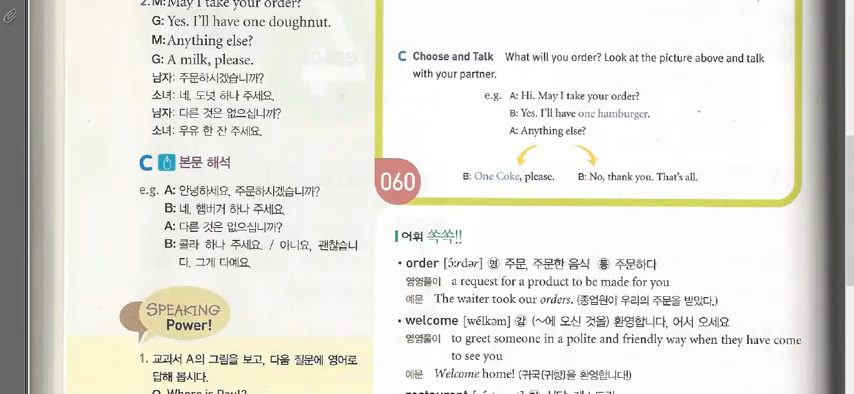 2. M: May I take your order?
G: Yes. I'll have one doughnut.
M: Anything else?
G: A milk, please.
남자: 주문하시겠습니까?
소녀: 네, 도넛 하나 주세요.
남자: 다른 것은 없으십니까?
소녀: 우유 한 잔 주세요.
C 본문 해석
e.g. A: 안녕하세요, 주문하시겠습니까?
B: 네, 햄버거 하나 주세요.
A: 다른 것은 없으십니까?
B: 콜라 하나 주세요. / 아니요, 괜찮습니
다. 그게 다예요.
SPEAKING
Power!
1. 교과서 A의 그림을 보고, 다음 질문에 영어로
답해 봅시다.
Q. Where is Paul?
C Choose and Talk What will you order? Look at the picture above and talk
with your partner.
e.g. A: Hi. May I take your order?
B: Yes. I'll have one hamburger.
A: Anything else?
B: One Coke, please. B: No, thank you. That's all.
060
어휘 쏙쏙!!
• order [ɔ́ːrdər] 명 주문, 주문한 음식 통 주문하다
영영풀이 a request for a product to be made for you
예문 The waiter took our orders. (종업원이 우리의 주문을 받았다.)
• welcome [wélkəm] 감 (~에 오신 것을) 환영합니다, 어서 오세요
영영풀이 to greet someone in a polite and friendly way when they have come
to see you
예문 Welcome home! (귀국(귀향)을 환영합니다!)